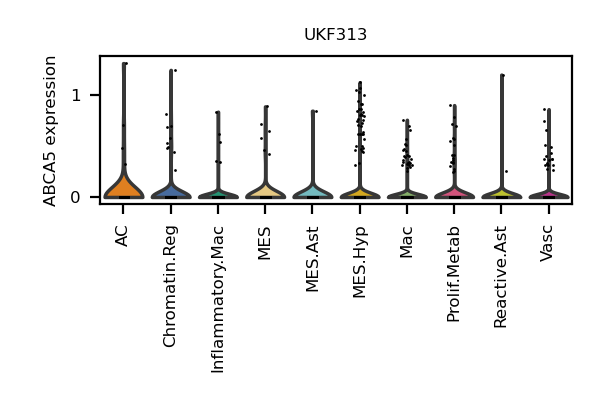 UKF313
ABCA5 expression
1
0
AC
Chromatin.Reg
Inflammatory.Mac
MES
MES.Ast
MES.Hyp
Mac
Prolif.Metab
Reactive.Ast
Vasc